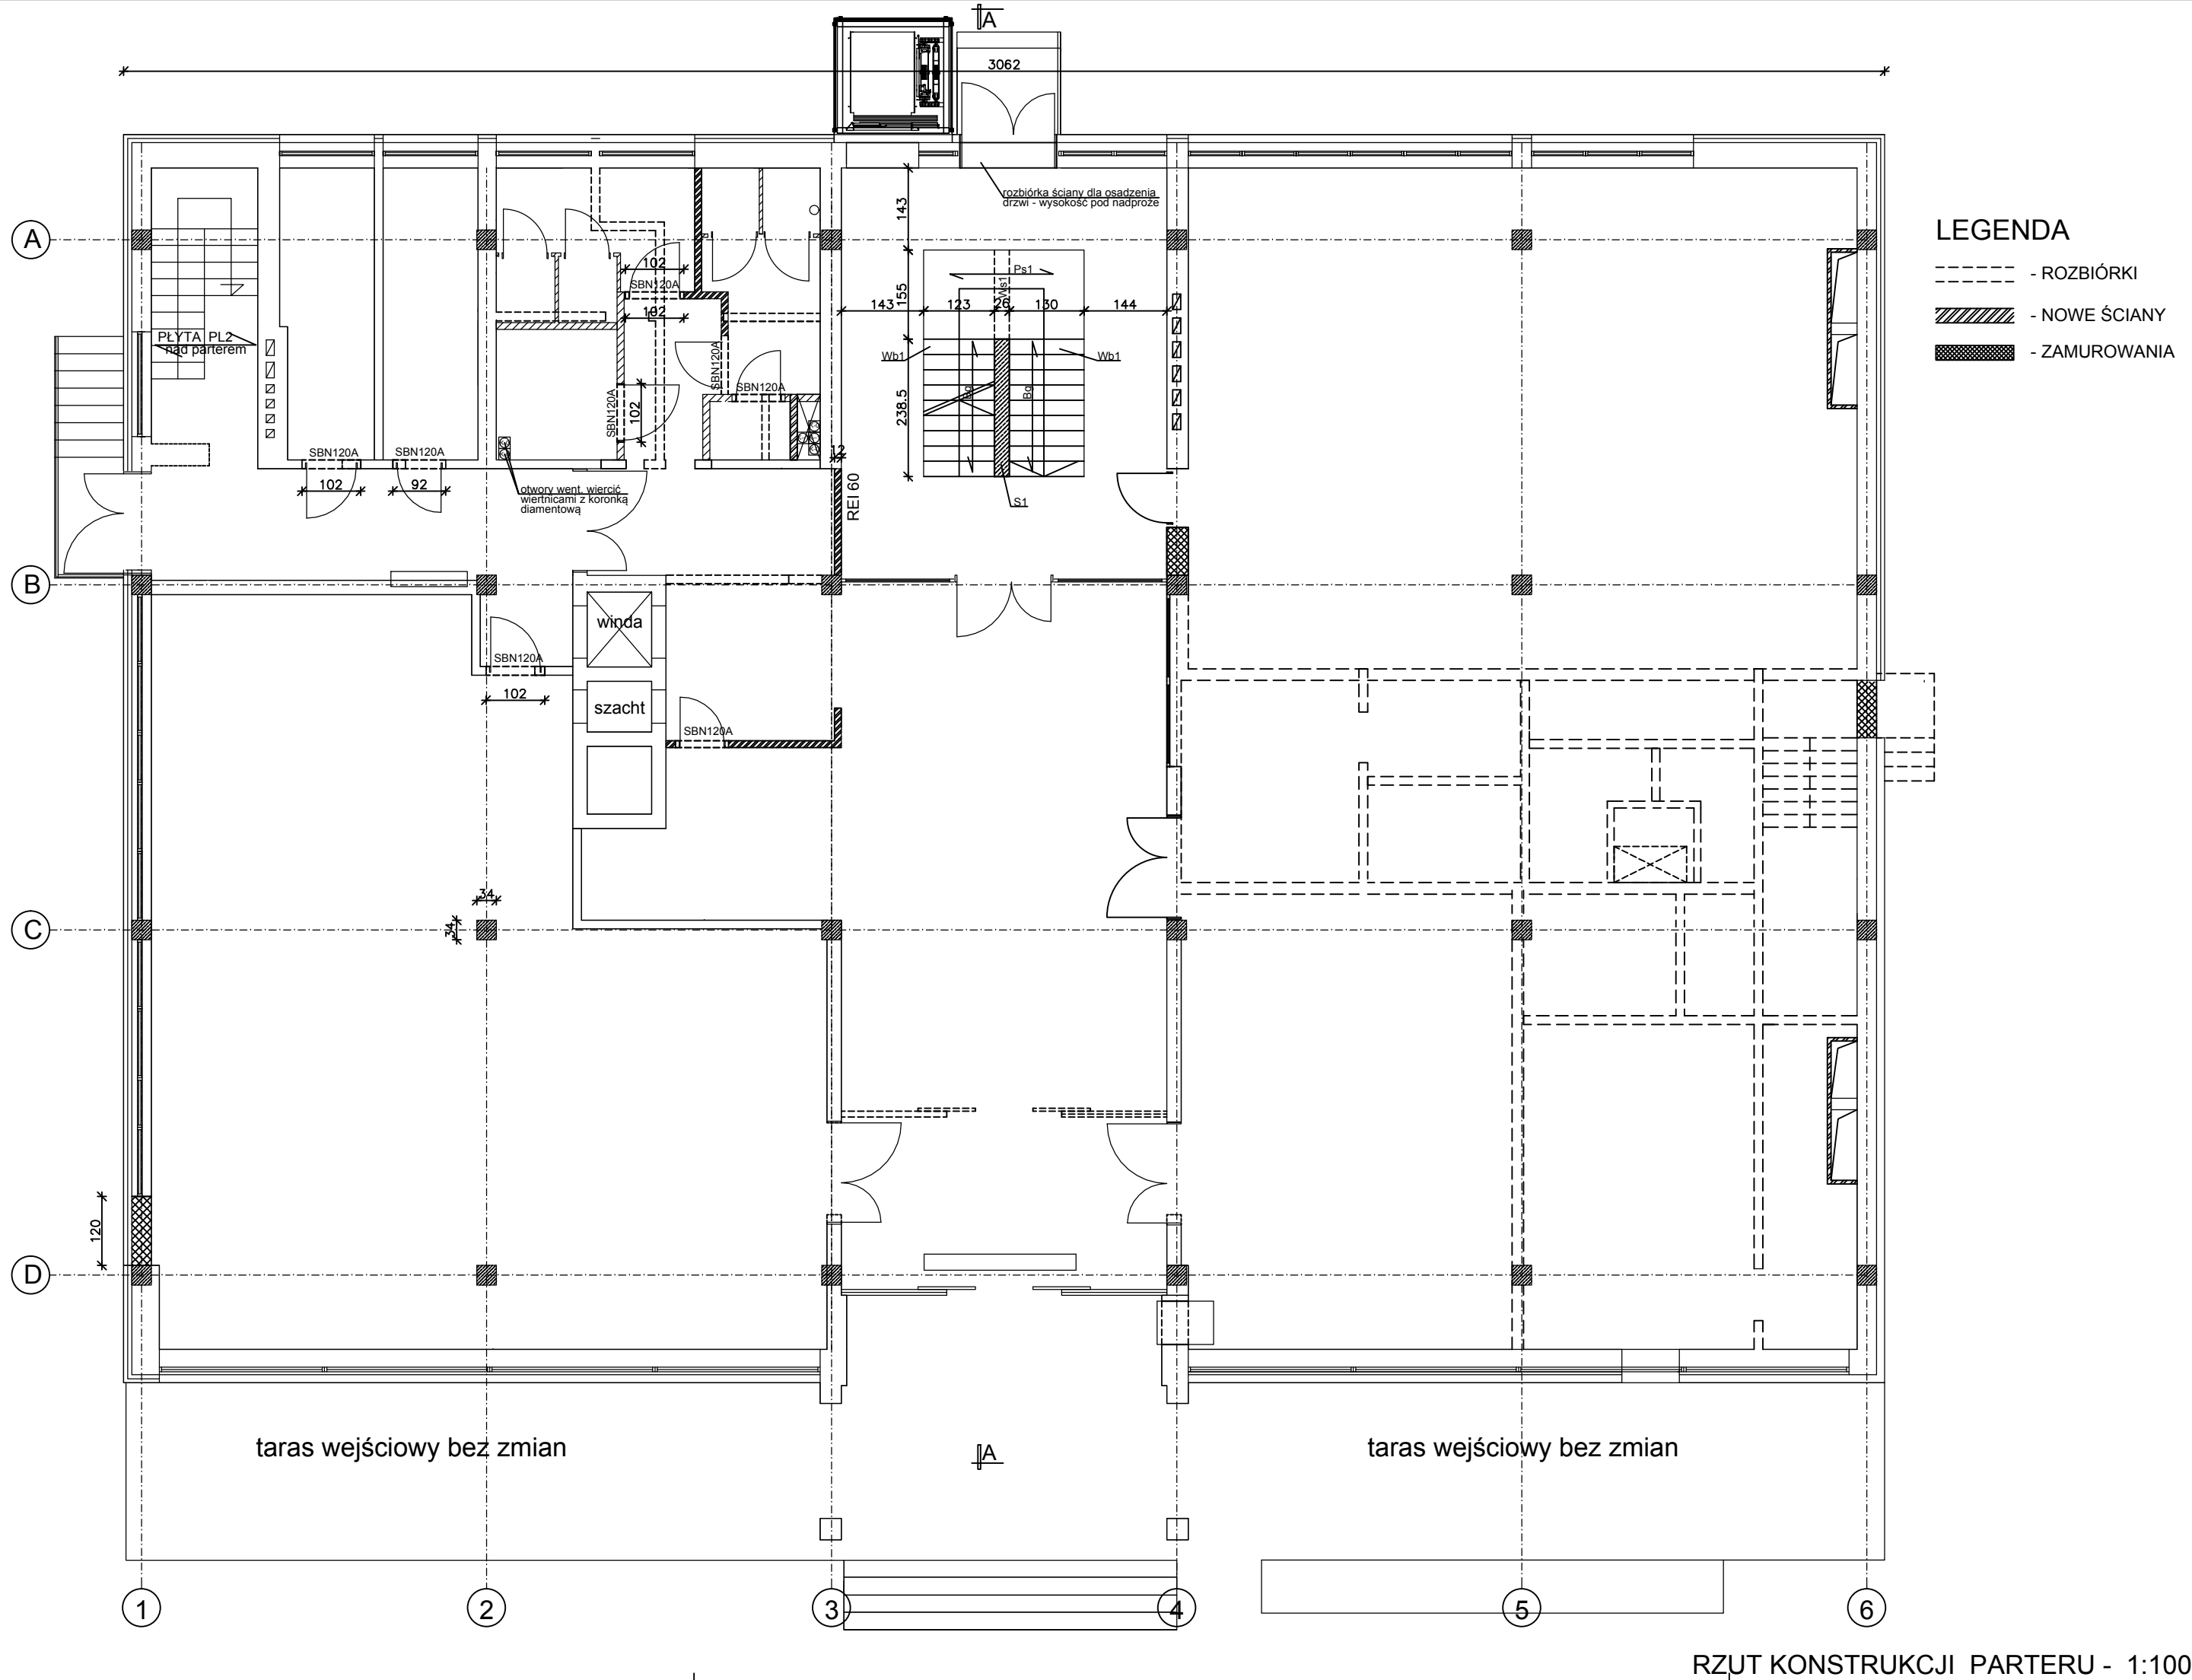 A
3062
rozbiórka ściany dla osadzenia
drzwi - wysokość pod nadproże
LEGENDA
- ROZBIÓRKI
- NOWE ŚCIANY
- ZAMUROWANIA
A
143
155
238.5
Ps1
Ws1
143
123
26
130
144
Wb1
Wb1
Bg
Bg
S1
102
SBN120A
102
SBN120A
SBN120A
SBN120A
102
PŁYTA PL2
nad parterem
SBN120A
102
SBN120A
92
otwory went. wiercić
wiertnicami z koronką
diamentową
12
REI 60
B
winda
SBN120A
102
szacht
SBN120A
34
34
C
120
D
taras wejściowy bez zmian
A
taras wejściowy bez zmian
1
2
3
4
5
6
RZUT KONSTRUKCJI PARTERU - 1:100